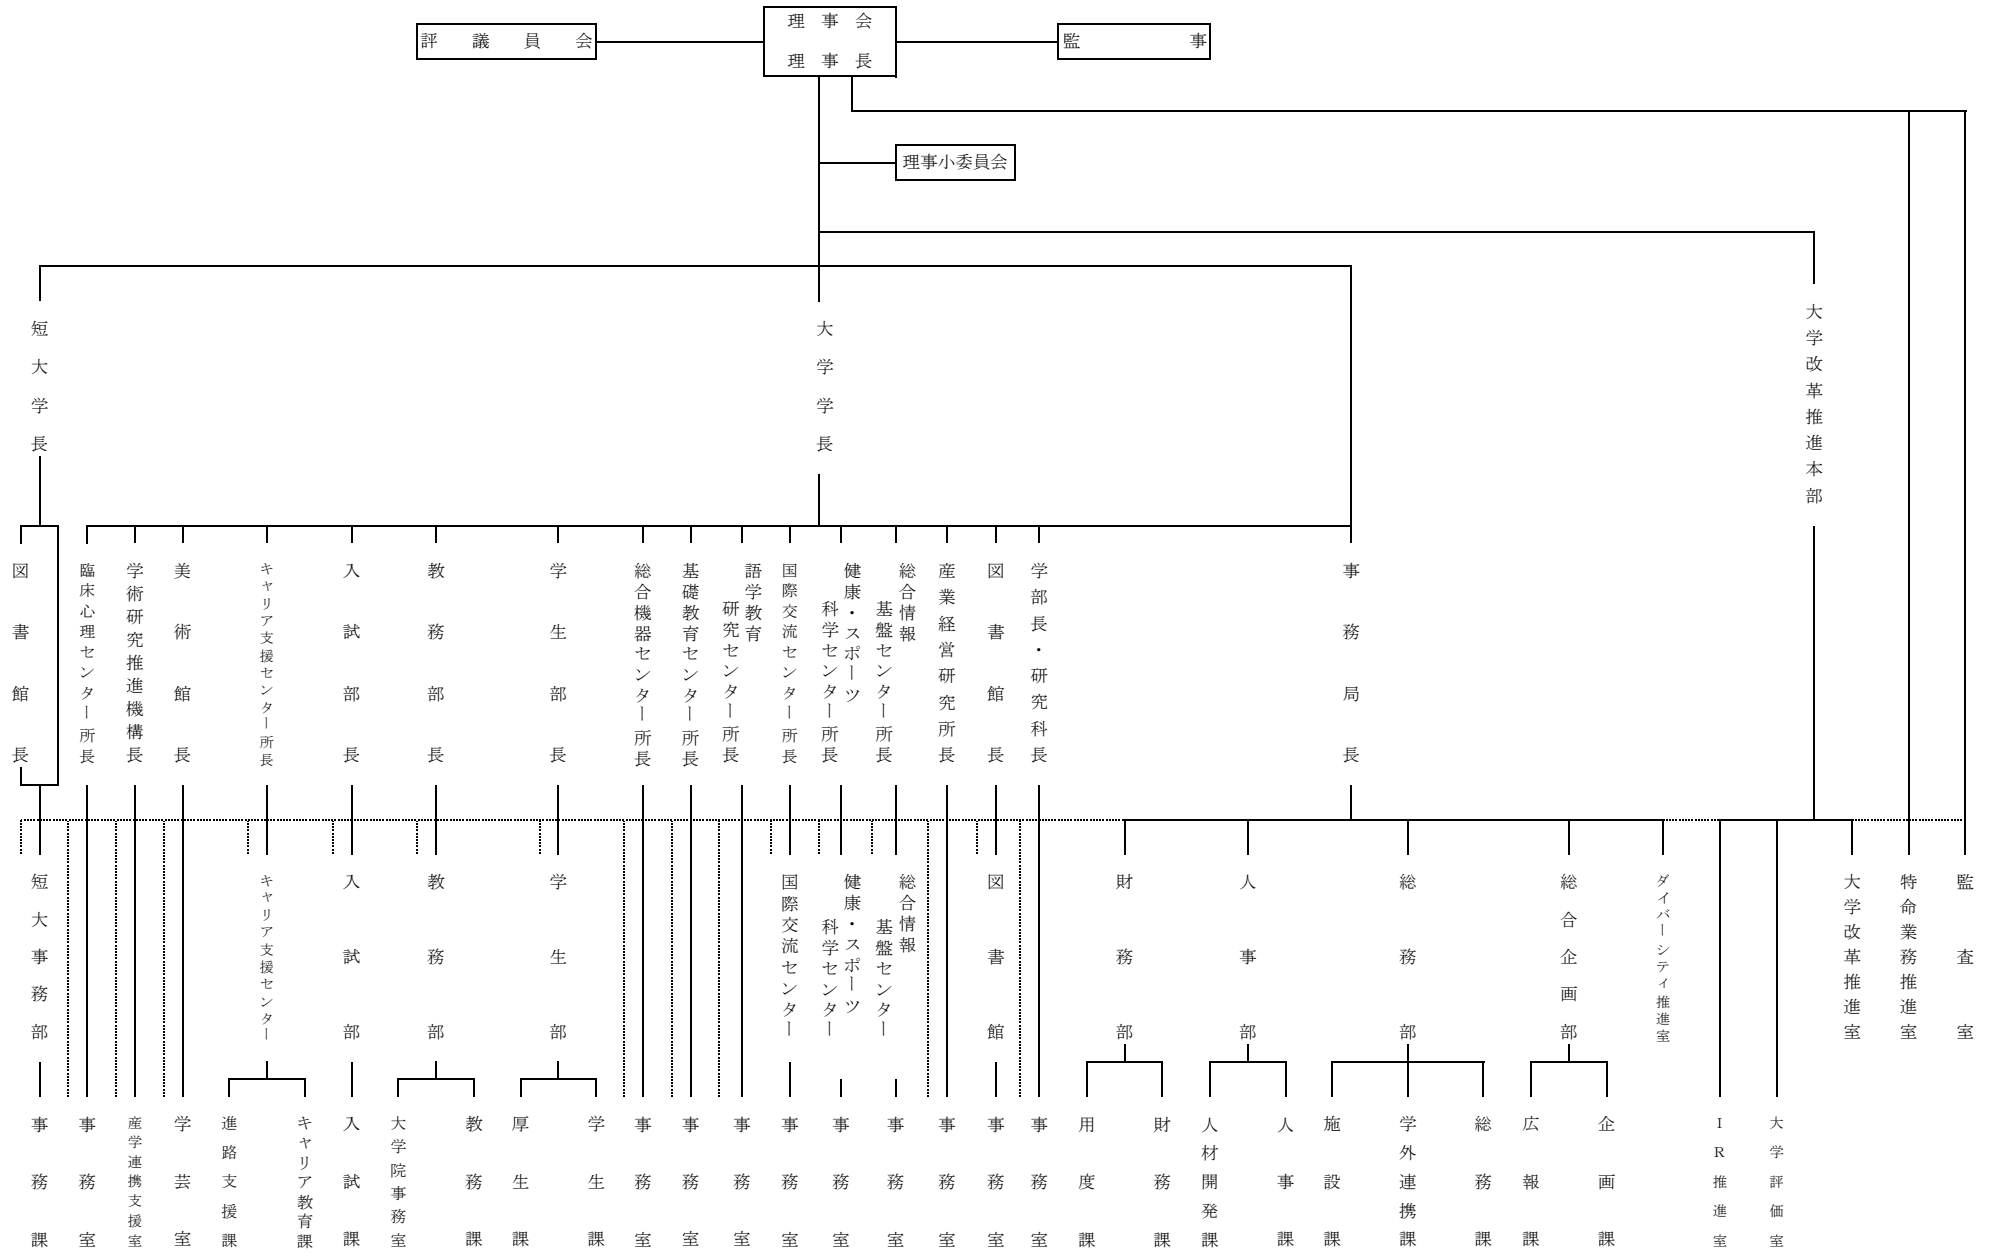 理事会
理事長
評議員会
監事
理事小委員会
短大学長
大学学長
大学改革推進本部
図書館長
臨床心理センター所長
学術研究推進機構長
美術館長
キャリア支援センター所長
入試部長
教務部長
学生部長
総合機器センター所長
基礎教育センター所長
語学教育
研究センター所長
国際交流センター所長
健康・スポーツ
科学センター所長
総合情報
基盤センター所長
産業経営研究所長
図書館長
学部長・研究科長
事務局長
短大事務部
キャリア支援センター
入試部
教務部
学生部
国際交流センター
健康・スポーツ
科学センター
総合情報
基盤センター
図書館
財務部
人事部
総務部
総合企画部
ダイバーシティ推進室
大学改革推進室
特命業務推進室
監査室
事務課
事務室
産学連携支援室
学芸室
進路支援課
キャリア教育課
入試課
大学院事務室
教務課
厚生課
学生課
事務室
事務室
事務室
事務室
事務室
事務室
事務室
事務室
事務室
用度課
財務課
人材開発課
人事課
施設課
学外連携課
総務課
広報課
企画課
IR推進室
大学評価室